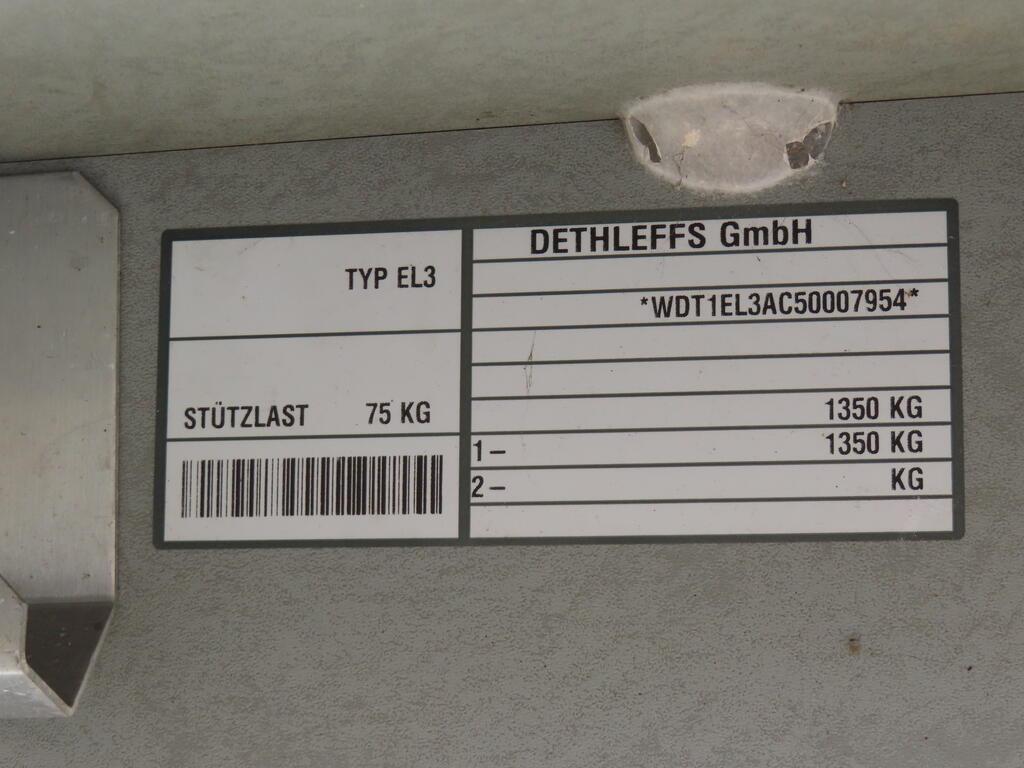 TYP EL3
STÜTZLAST 75 KG
DETHLEFFS GmbH
*WDT1EL3AC50007954*
1350 KG
1– 1350 KG
2– KG